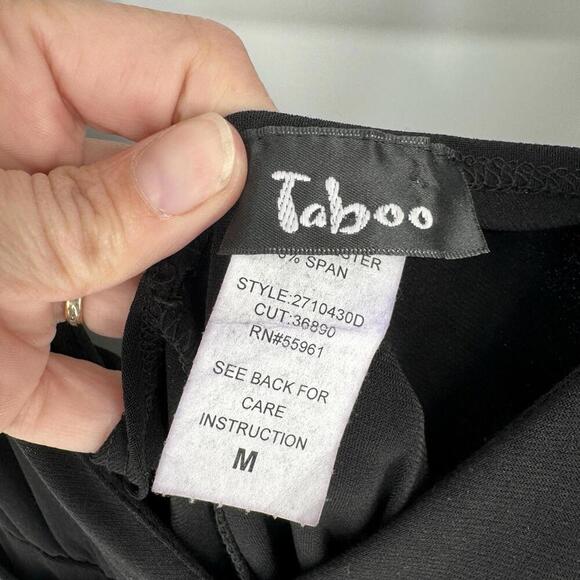 Taboo
% SPAN
STYLE:2710430D
CUT:36890
RN#55961
SEE BACK FOR
CARE
INSTRUCTION
M